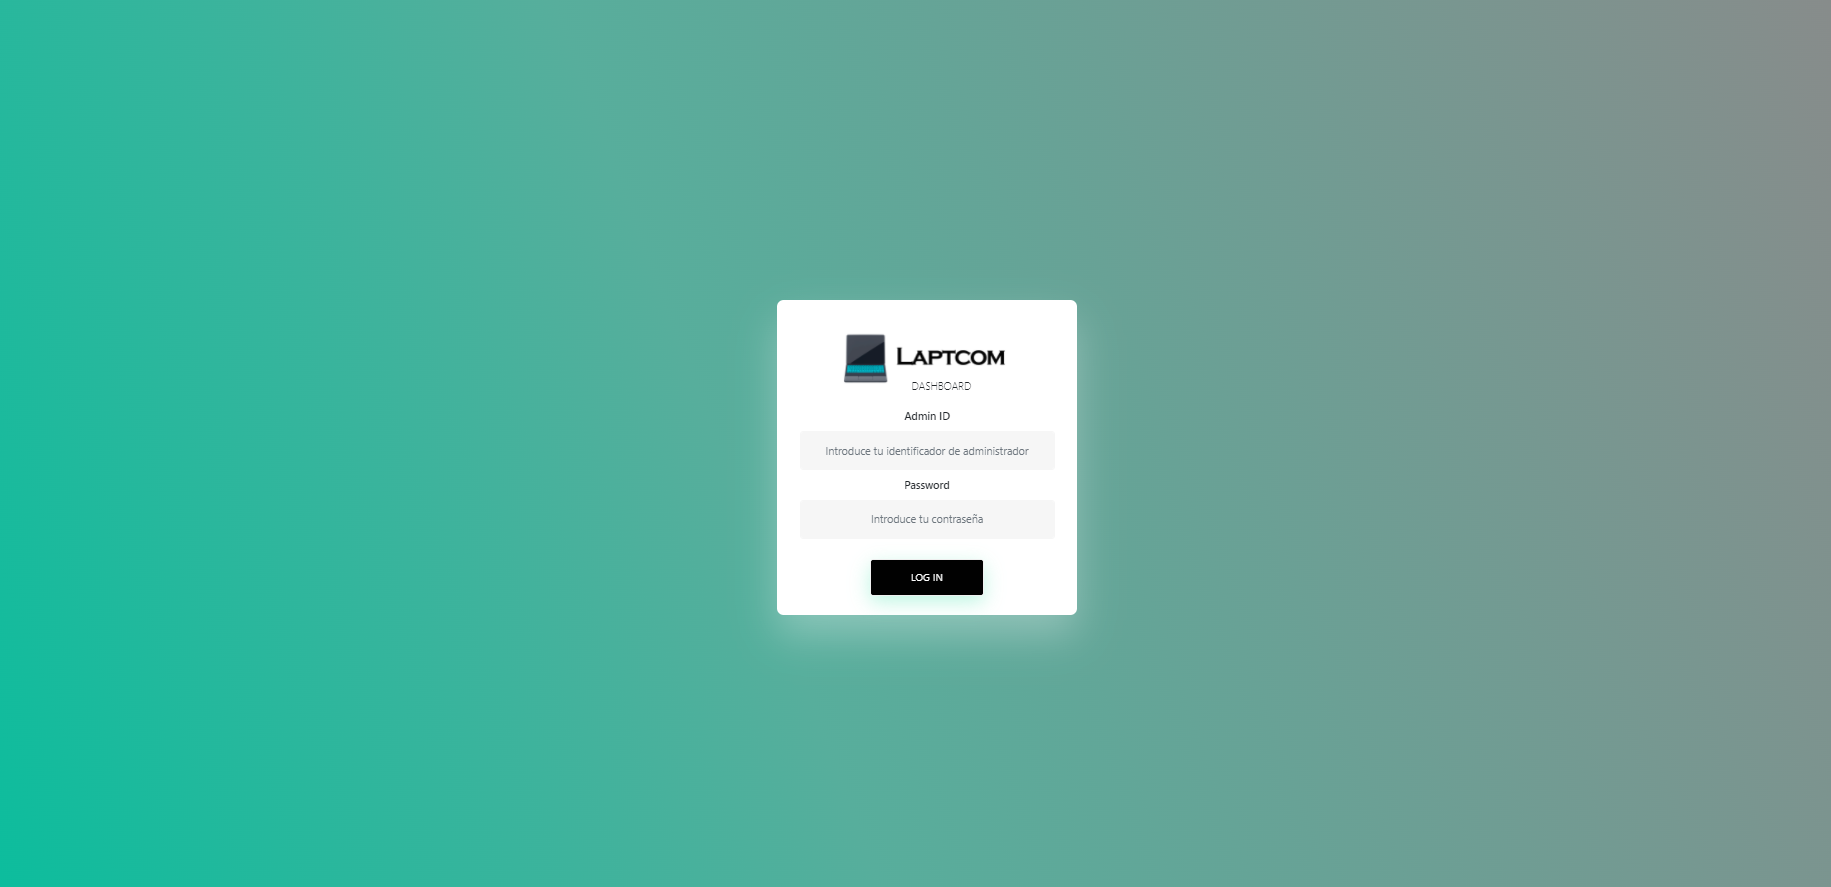 LAPTCOM
DASHBOARD
Admin ID
Introduce tu identificador de administrador
Password
Introduce tu contraseña
LOG IN